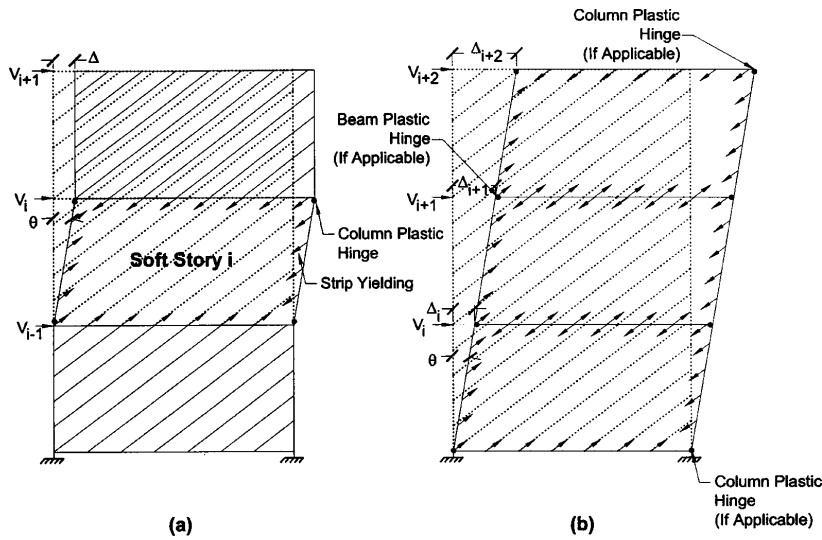 Δ
V_{i+1}
V_i
θ
Soft Story i
Column Plastic
Hinge
Strip Yielding
V_{i-1}
(a)
Column Plastic
Hinge
(If Applicable)
Δ_{i+2}
V_{i+2}
Beam Plastic
Hinge
(If Applicable)
Δ_{i+1}
V_{i+1}
Δ_i
V_i
θ
Column Plastic
Hinge
(If Applicable)
(b)